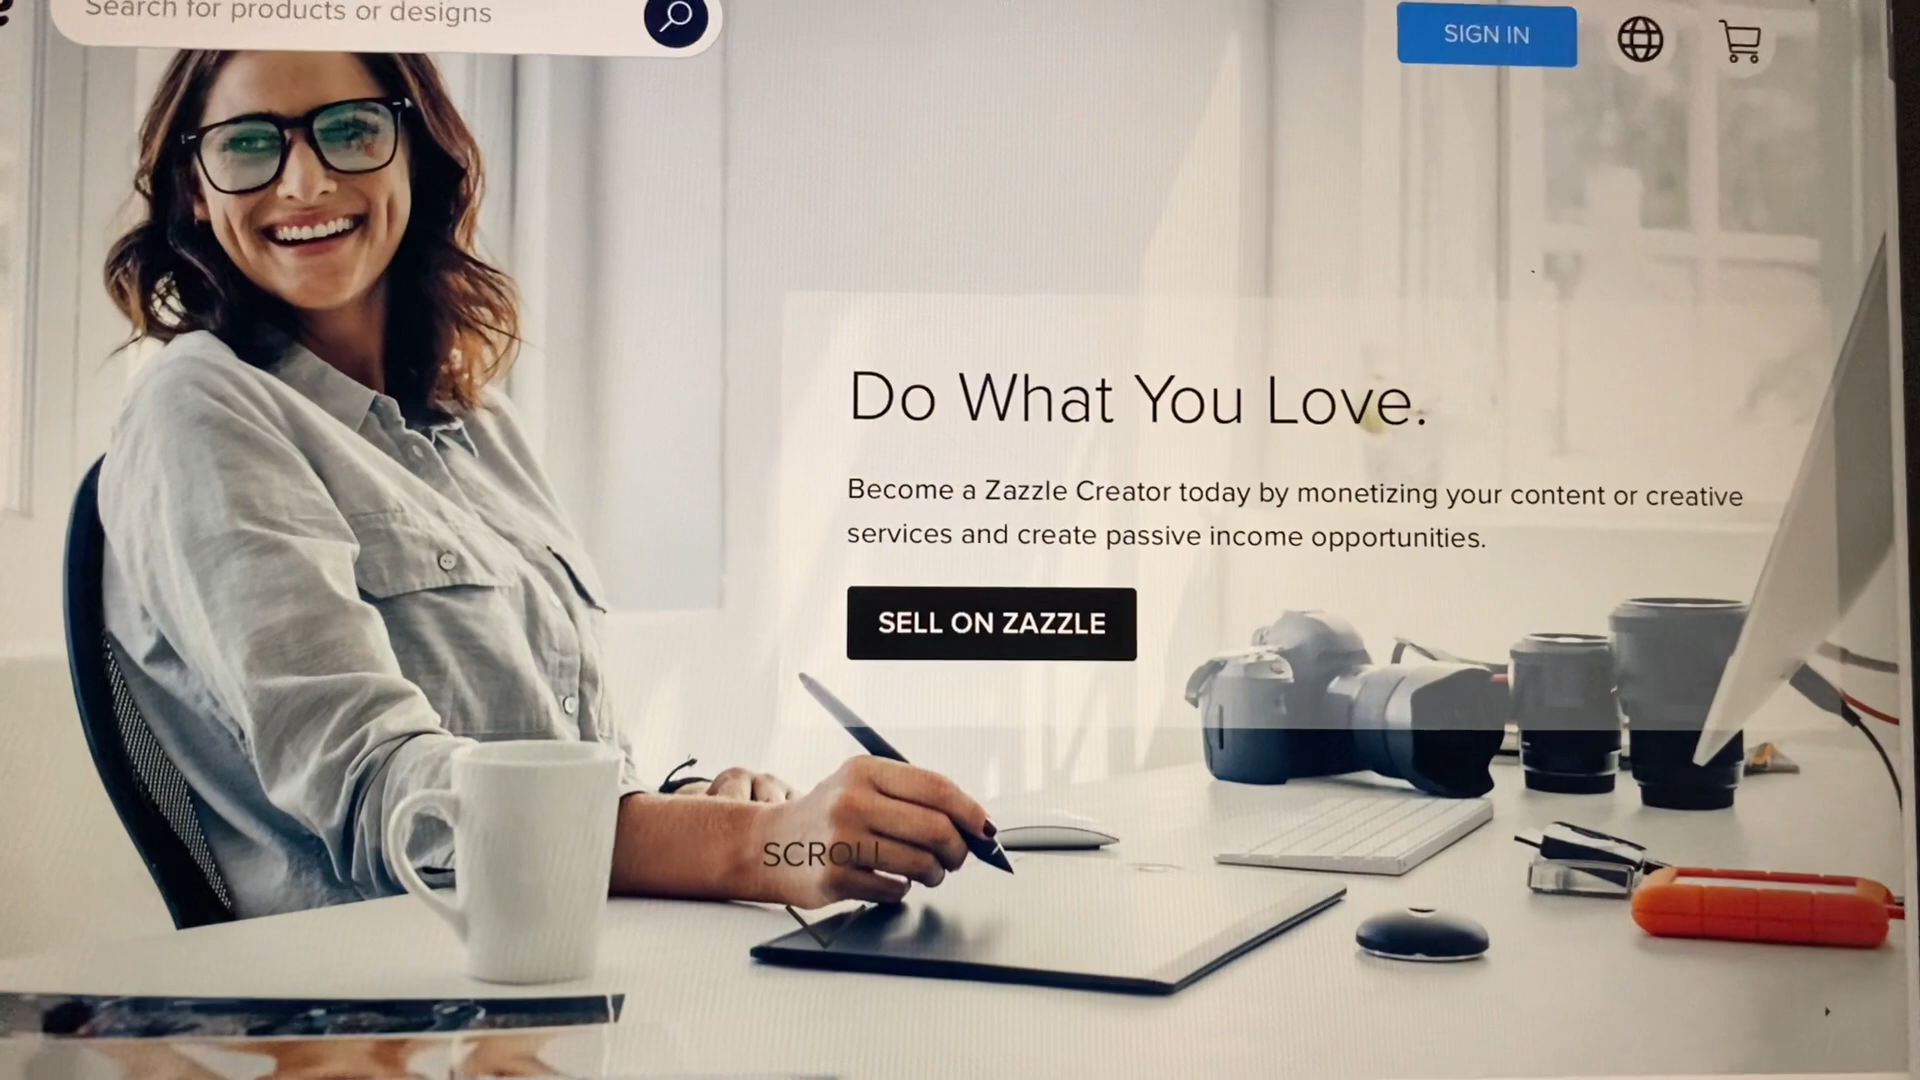 Search for products or designs
SIGN IN
Do What You Love.
Become a Zazzle Creator today by monetizing your content or creative
services and create passive income opportunities.
SELL ON ZAZZLE
SCROLL